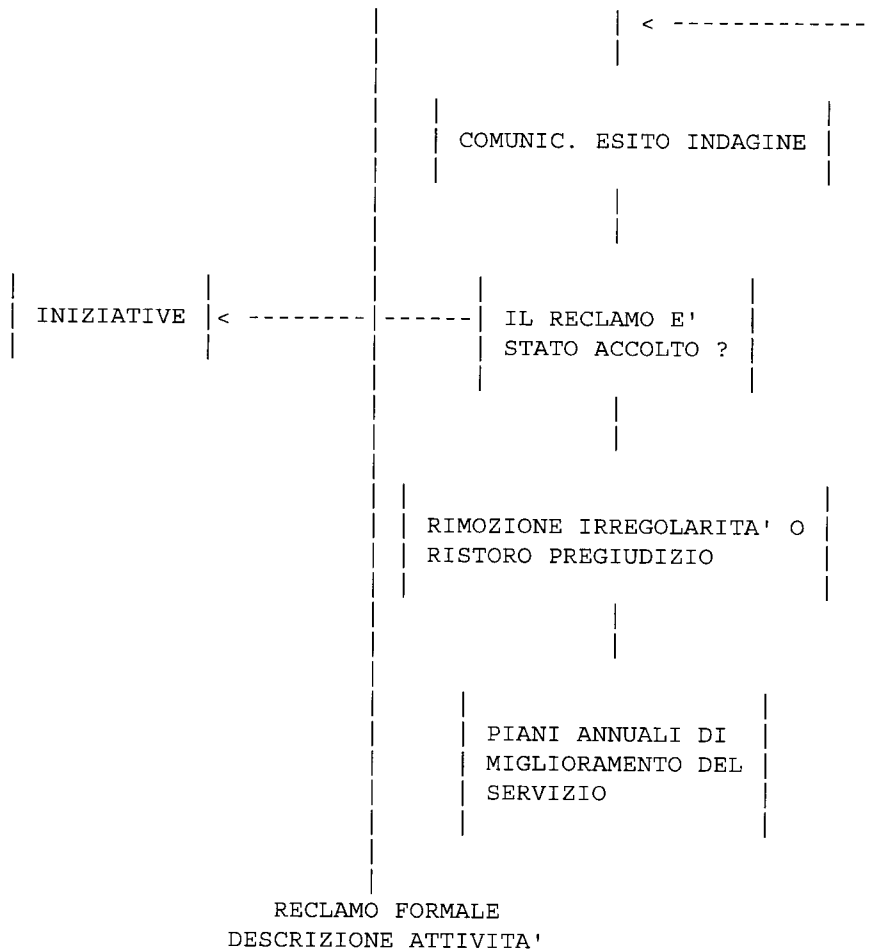 COMUNIC. ESITO INDAGINE
INIZIATIVE
IL RECLAMO E'
STATO ACCOLTO ?
RIMOZIONE IRREGOLARITA' O
RISTORO PREGIUDIZIO
PIANI ANNUALI DI
MIGLIORAMENTO DEL
SERVIZIO
RECLAMO FORMALE
DESCRIZIONE ATTIVITA'